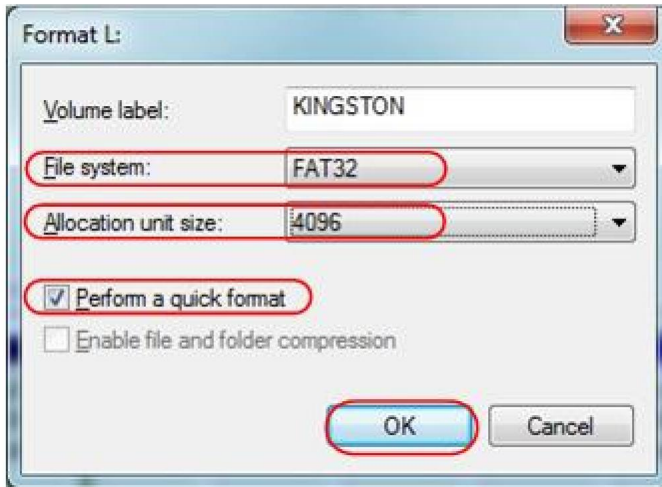 Format L:
Volume label: KINGSTON
File system: FAT32
Allocation unit size: 4096
Perform a quick format
Enable file and folder compression
OK Cancel